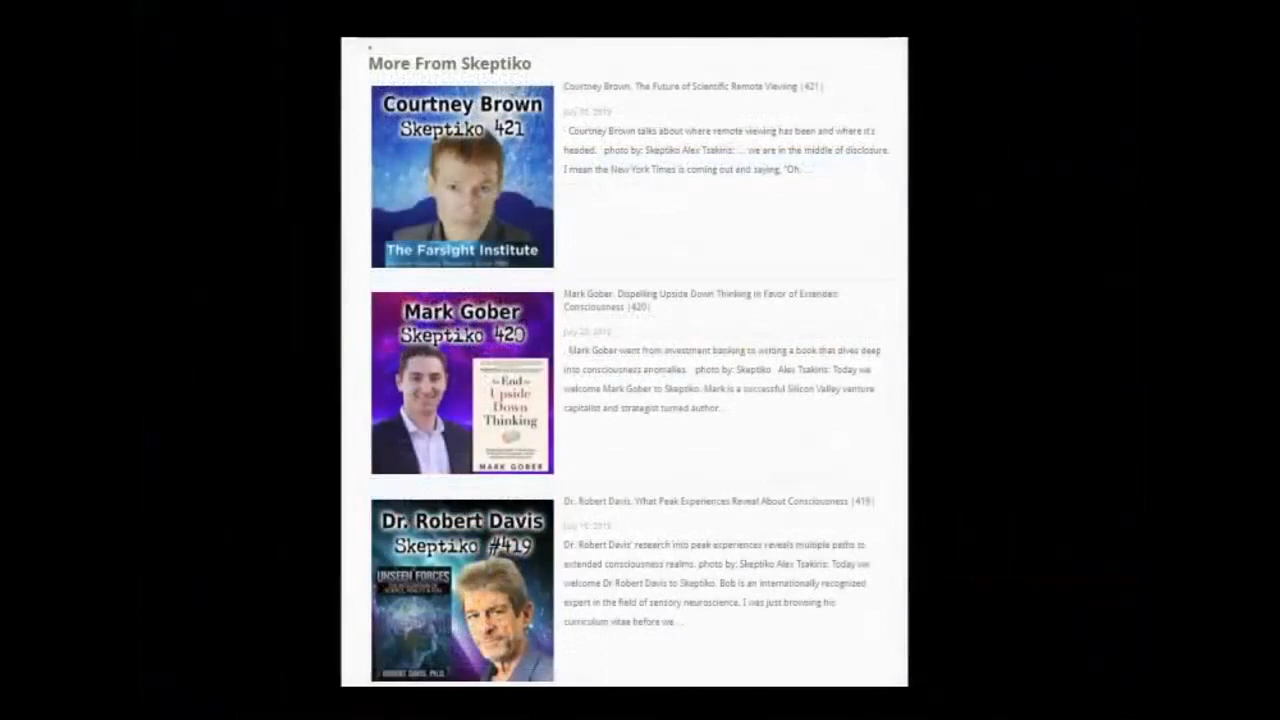 More From Skeptiko
Courtney Brown
Skeptiko 421
The Farsight Institute
Courtney Brown, The Future of Scientific Remote Viewing |421|
Courtney Brown talks about where remote viewing has been and where it's
headed. photo by: Skeptiko Alex Tsakiris: ... we are in the middle of disclosure.
I mean the New York Times is coming out and saying, "Oh, ...
Mark Gober
Skeptiko 420
An End to
Upside
Down
Thinking
MARK GOBER
Mark Gober, Dispelling Upside Down Thinking in Favor of Extended
Consciousness |420|
Mark Gober went from investment banking to writing a book that dives deep
into consciousness anomalies. photo by: Skeptiko Alex Tsakiris: Today we
welcome Mark Gober to Skeptiko. Mark is a successful Silicon Valley venture
capitalist and strategist turned author...
Dr. Robert Davis
Skeptiko #419
UNSEEN FORCES
ROBERT DAVIS, PH.D.
Dr. Robert Davis, What Peak Experiences Reveal About Consciousness |419|
Dr. Robert Davis' research into peak experiences reveals multiple paths to
extended consciousness realms. photo by: Skeptiko Alex Tsakiris: Today we
welcome Dr Robert Davis to Skeptiko. Bob is an internationally recognized
expert in the field of sensory neuroscience. I was just browsing his
curriculum vitae before we ...